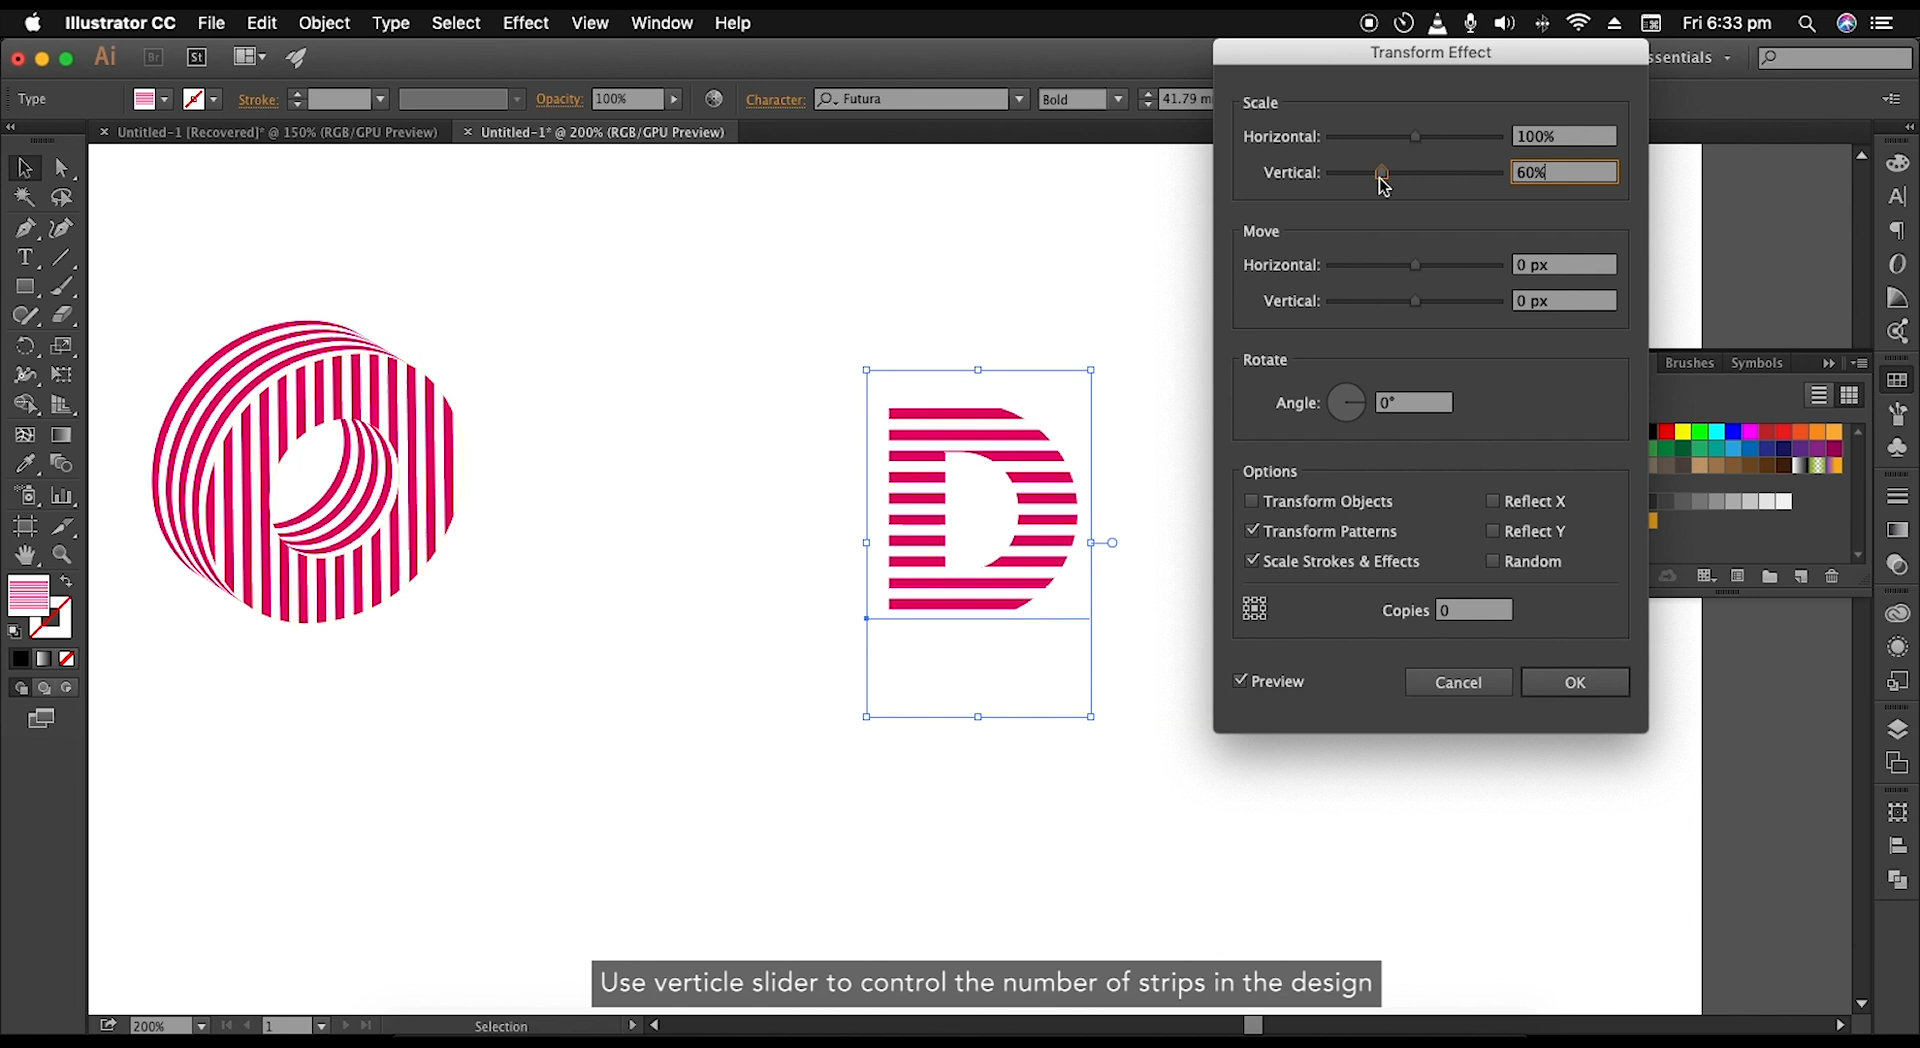 Illustrator CC File Edit Object Type Select Effect View Window Help
Fri 6:33 pm
Ai Br St
Transform Effect
ssentials
Type
Stroke:
Opacity: 100%
Character: Futura
Bold
41.79 m
× Untitled-1 [Recovered]* @ 150% (RGB/GPU Preview)
× Untitled-1* @ 200% (RGB/GPU Preview)
Scale
Horizontal: 100%
Vertical: 60%
Move
Horizontal: 0 px
Vertical: 0 px
Rotate
Angle: 0°
Options
Transform Objects
Reflect X
Transform Patterns
Reflect Y
Scale Strokes & Effects
Random
Copies 0
Preview
Cancel
OK
Brushes Symbols
D
Use verticle slider to control the number of strips in the design
200%
1
Selection